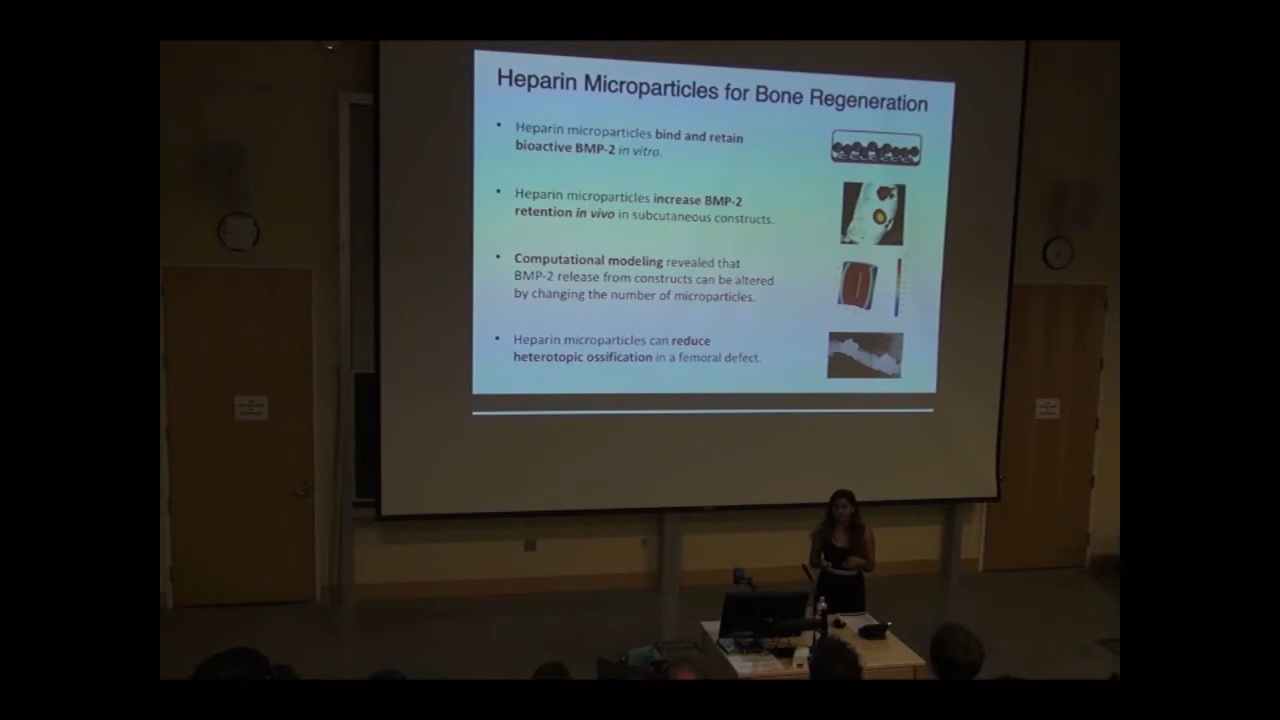 Heparin Microparticles for Bone Regeneration
• Heparin microparticles bind and retain
bioactive BMP-2 in vitro.
• Heparin microparticles increase BMP-2
retention in vivo in subcutaneous constructs.
• Computational modeling revealed that
BMP-2 release from constructs can be altered
by changing the number of microparticles.
• Heparin microparticles can reduce
heterotopic ossification in a femoral defect.